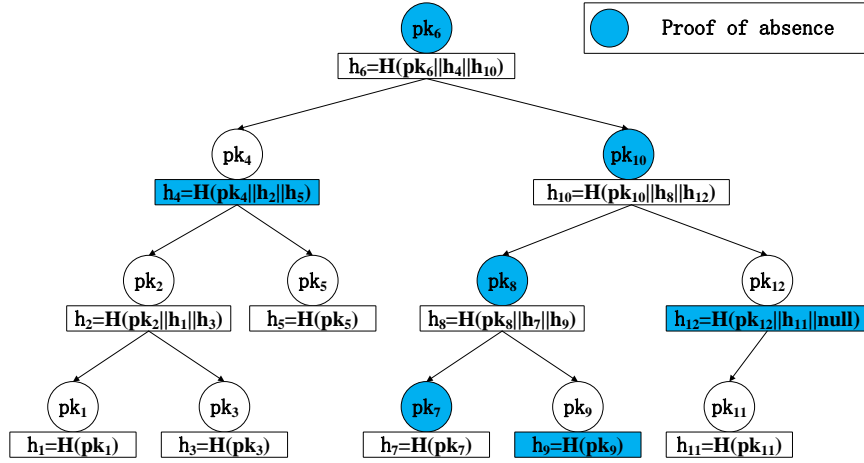 pk₆
Proof of absence
h₆=H(pk₆||h₄||h₁₀)
pk₄
pk₁₀
h₄=H(pk₄||h₂||h₅)
h₁₀=H(pk₁₀||h₈||h₁₂)
pk₂
pk₅
pk₈
pk₁₂
h₂=H(pk₂||h₁||h₃)
h₅=H(pk₅)
h₈=H(pk₈||h₇||h₉)
h₁₂=H(pk₁₂||h₁₁||null)
pk₁
pk₃
pk₇
pk₉
pk₁₁
h₁=H(pk₁)
h₃=H(pk₃)
h₇=H(pk₇)
h₉=H(pk₉)
h₁₁=H(pk₁₁)